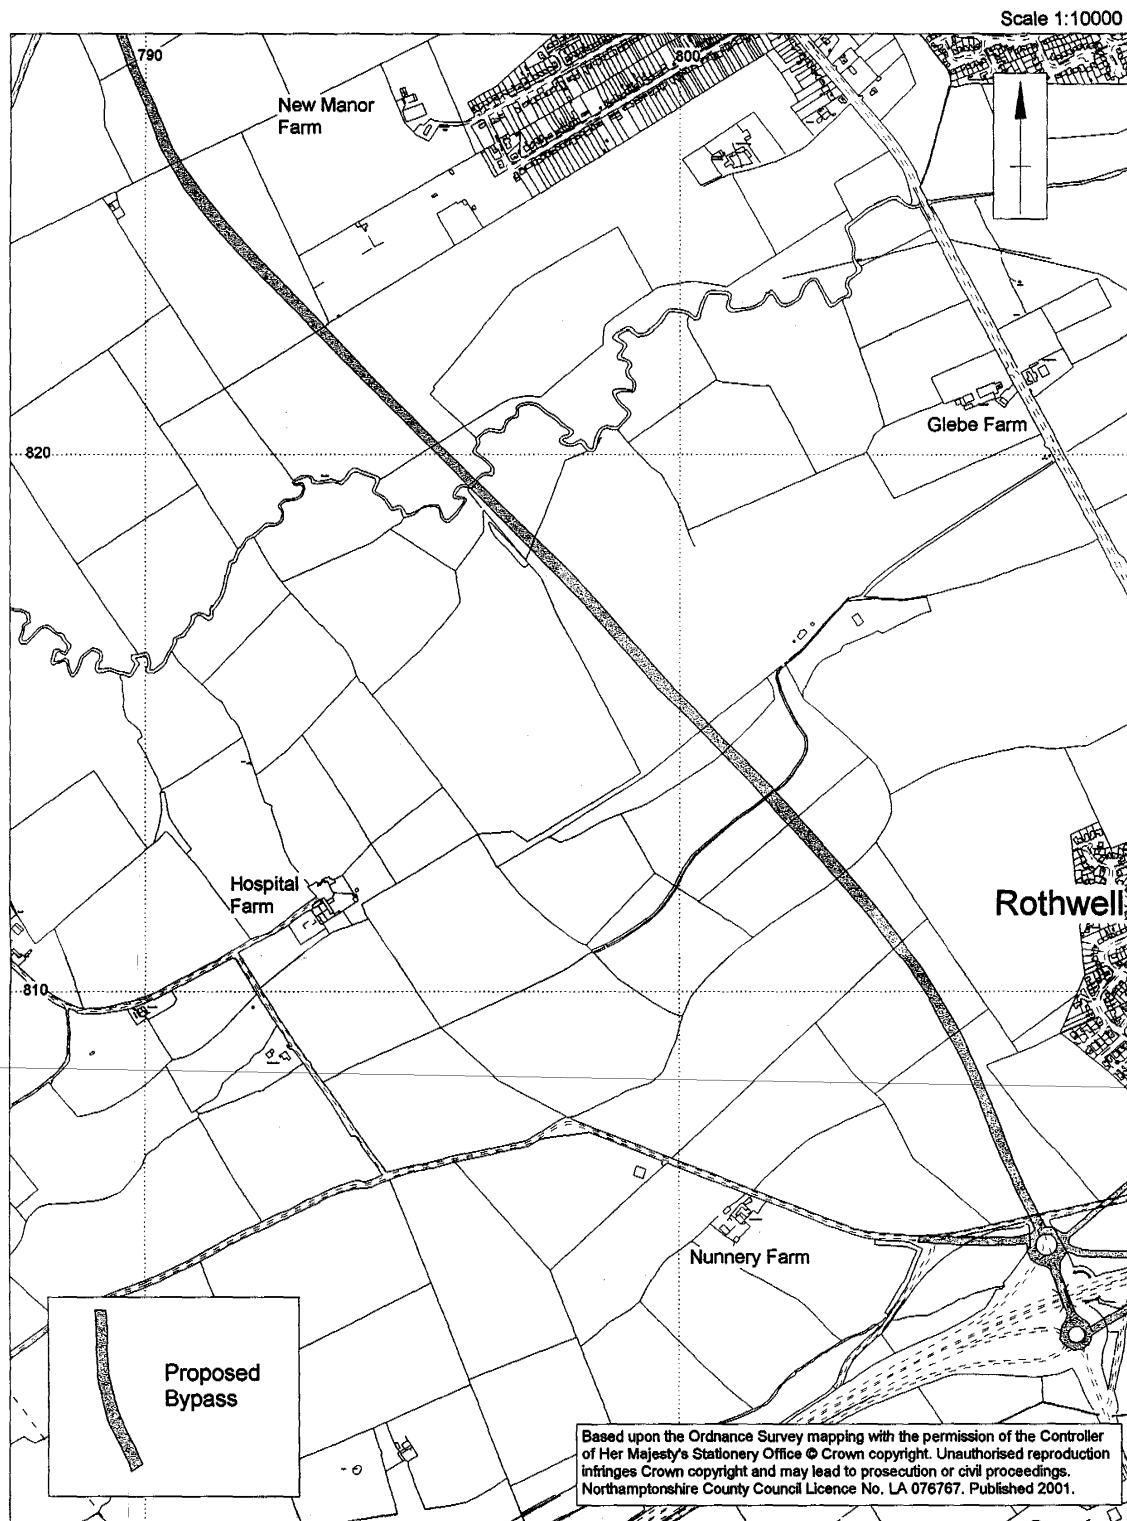 Scale 1:10000
790
800
New Manor
Farm
Glebe Farm
820
Hospital
Farm
Rothwell
810
Nunnery Farm
Proposed
Bypass
Based upon the Ordnance Survey mapping with the permission of the Controller
of Her Majesty's Stationery Office © Crown copyright. Unauthorised reproduction
infringes Crown copyright and may lead to prosecution or civil proceedings.
Northamptonshire County Council Licence No. LA 076767. Published 2001.